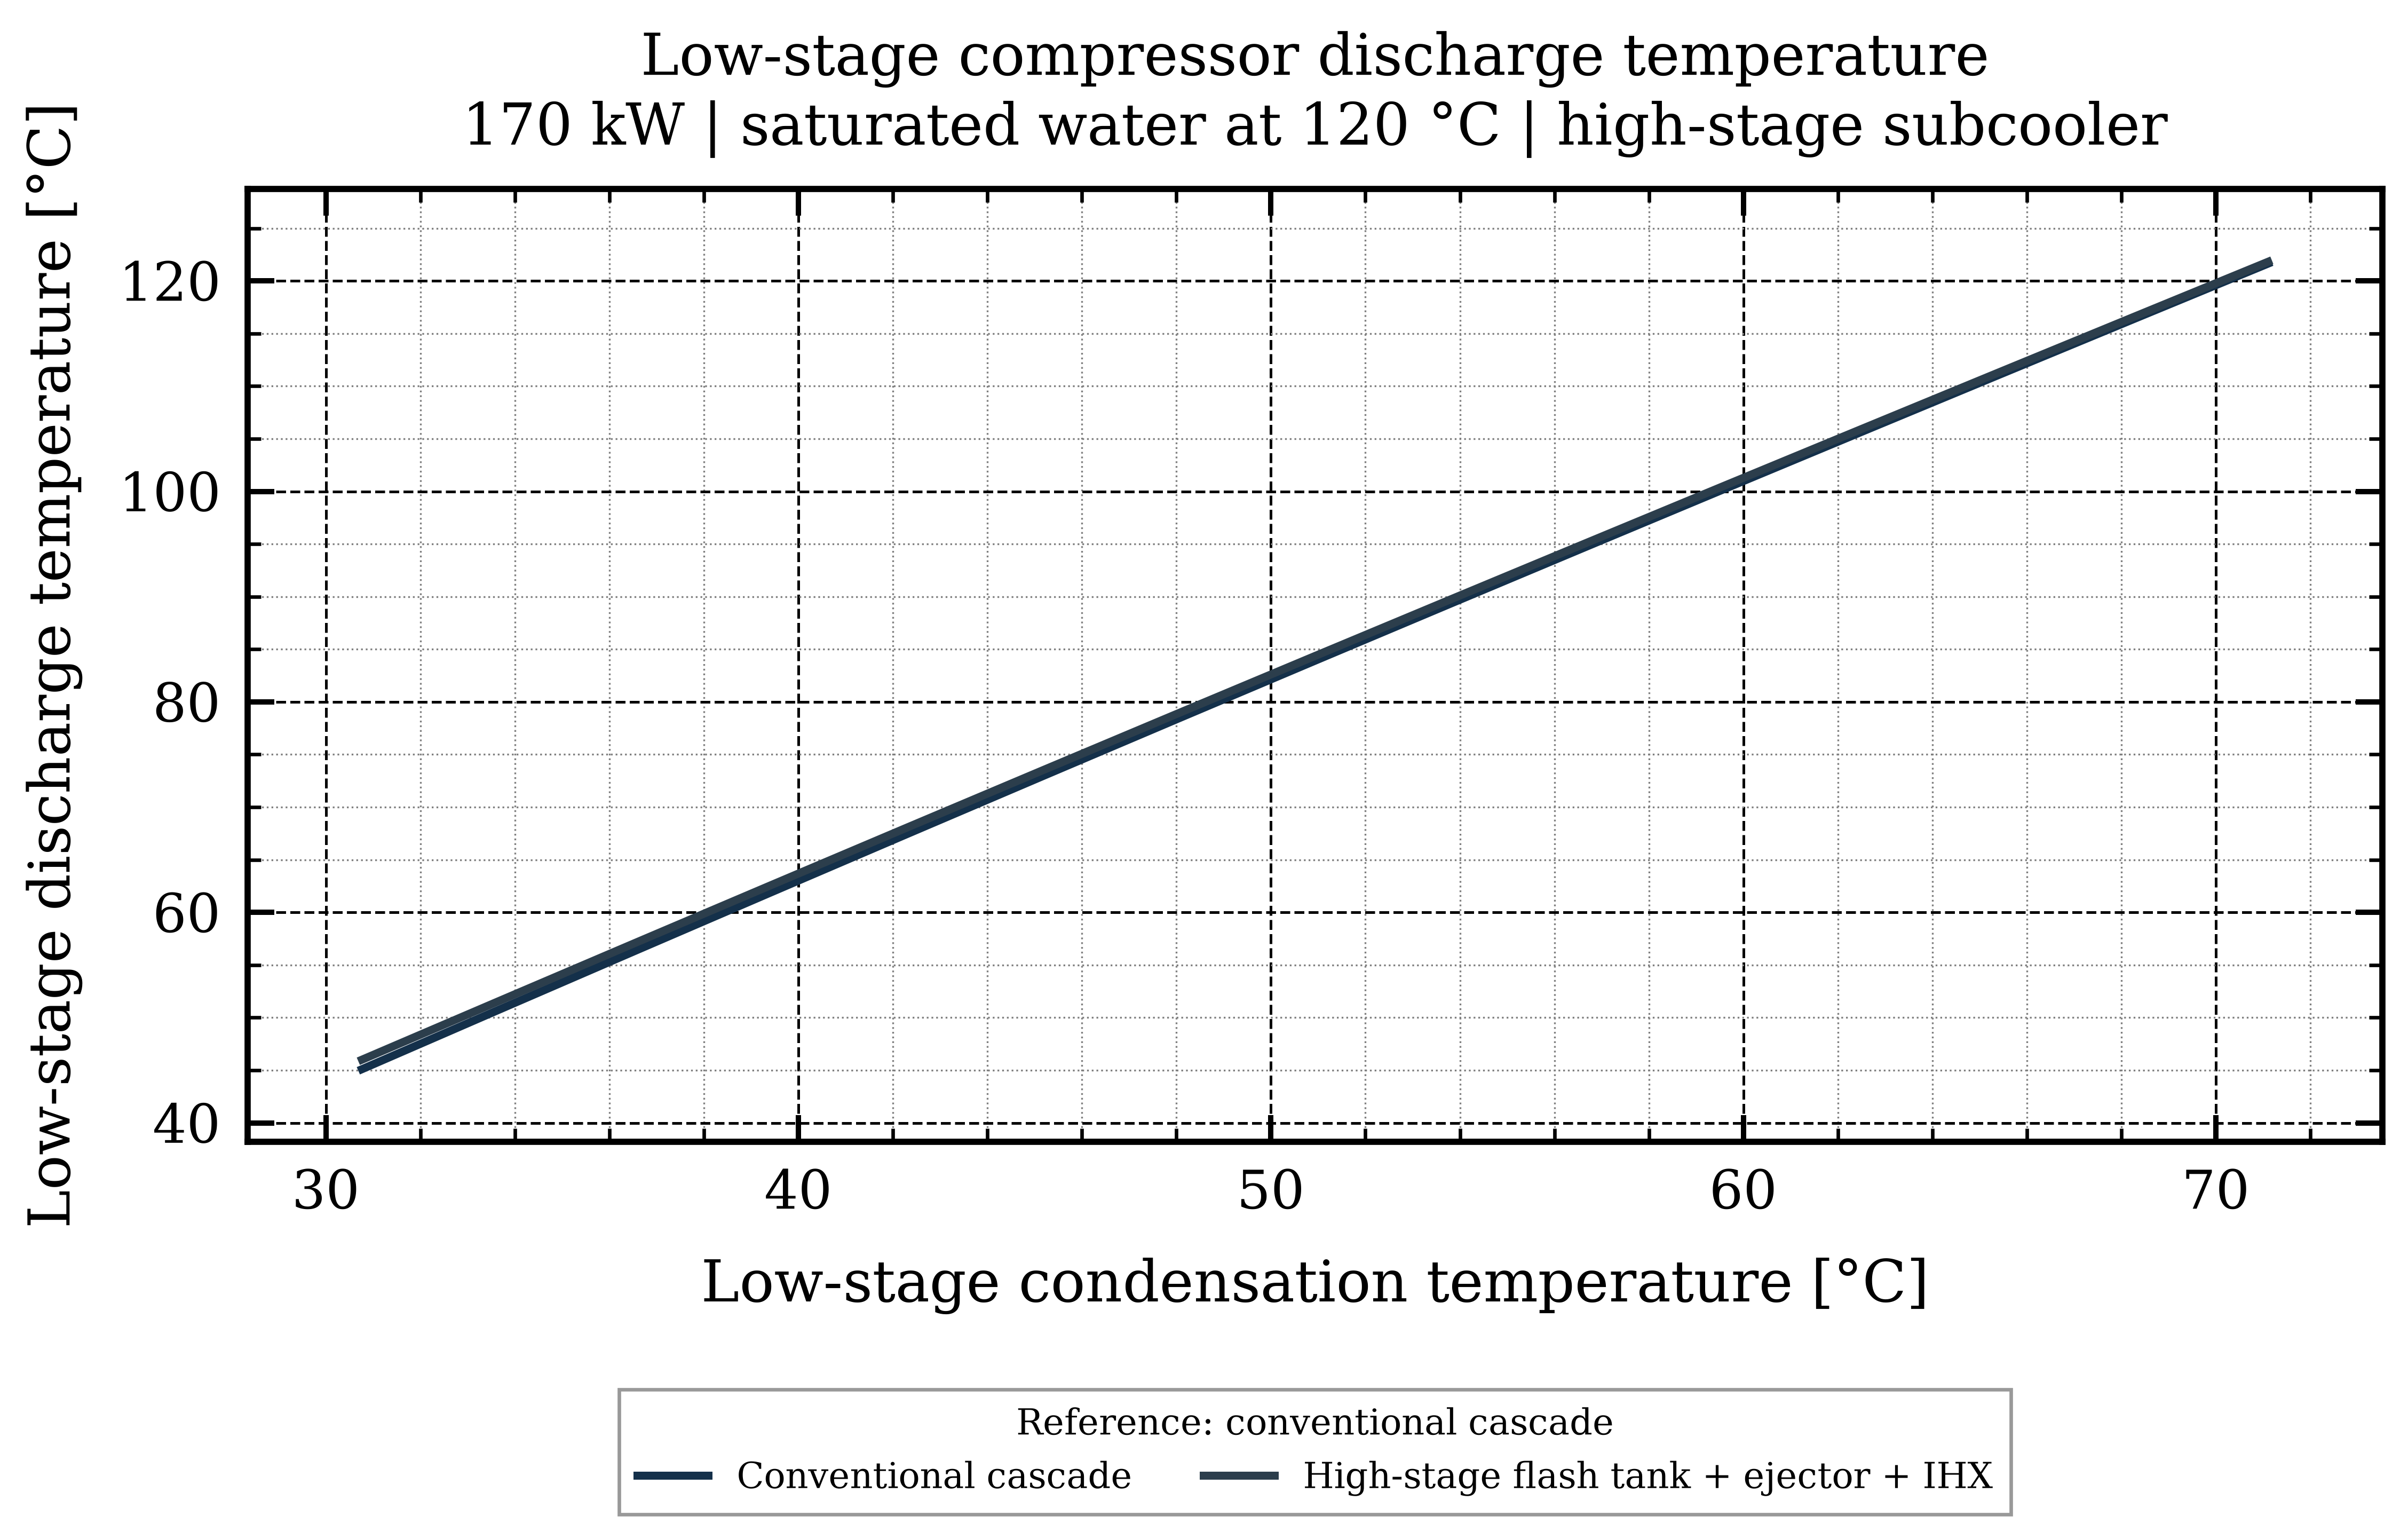 Low-stage compressor discharge temperature
170 kW | saturated water at 120 °C | high-stage subcooler
Low-stage discharge temperature [°C]
120
100
80
60
40
30 40 50 60 70
Low-stage condensation temperature [°C]
Reference: conventional cascade
Conventional cascade High-stage flash tank + ejector + IHX